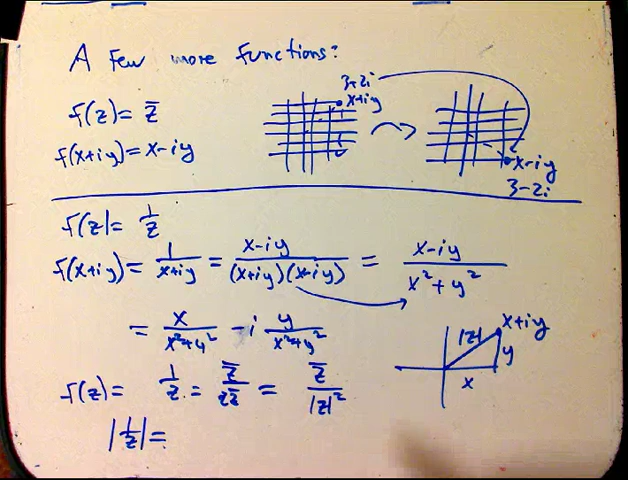 A Few more functions:
f(z) = z̄
f(x+iy) = x-iy
3+2i
x+iy
x-iy
3-2i
f(z) = 1/z
f(x+iy) = 1/(x+iy) = (x-iy)/((x+iy)(x-iy)) = (x-iy)/(x²+y²)
= x/(x²+y²) - i y/(x²+y²)
x+iy
|z|
y
x
f(z) = 1/z = z̄/(zz̄) = z̄/|z|²
|1/z| =